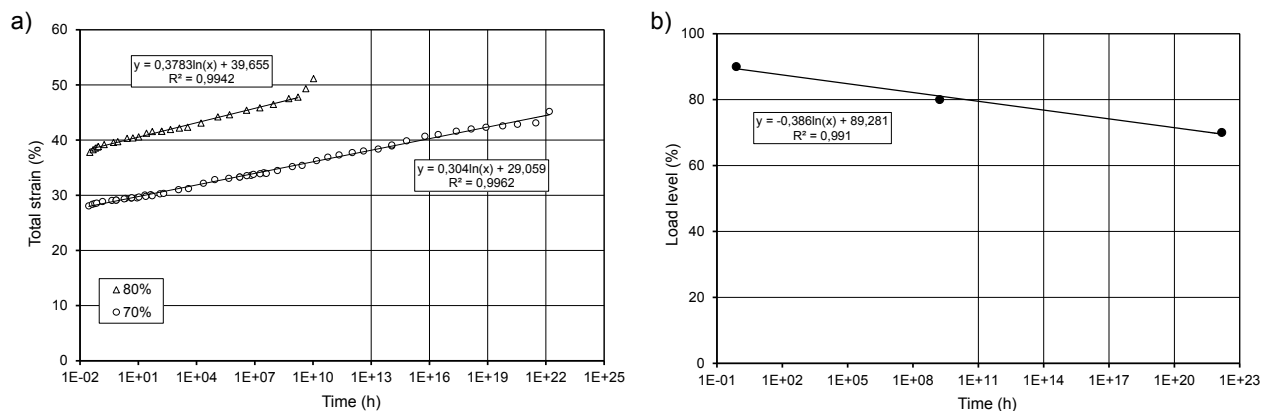 a)
60
50
40
30
20
10
0
Total strain (%)
y = 0,3783ln(x) + 39,655
R² = 0,9942
y = 0,304ln(x) + 29,059
R² = 0,9962
80%
70%
1E-02 1E+01 1E+04 1E+07 1E+10 1E+13 1E+16 1E+19 1E+22 1E+25
Time (h)
b)
100
80
60
40
20
0
Load level (%)
y = -0,386ln(x) + 89,281
R² = 0,991
1E-01 1E+02 1E+05 1E+08 1E+11 1E+14 1E+17 1E+20 1E+23
Time (h)